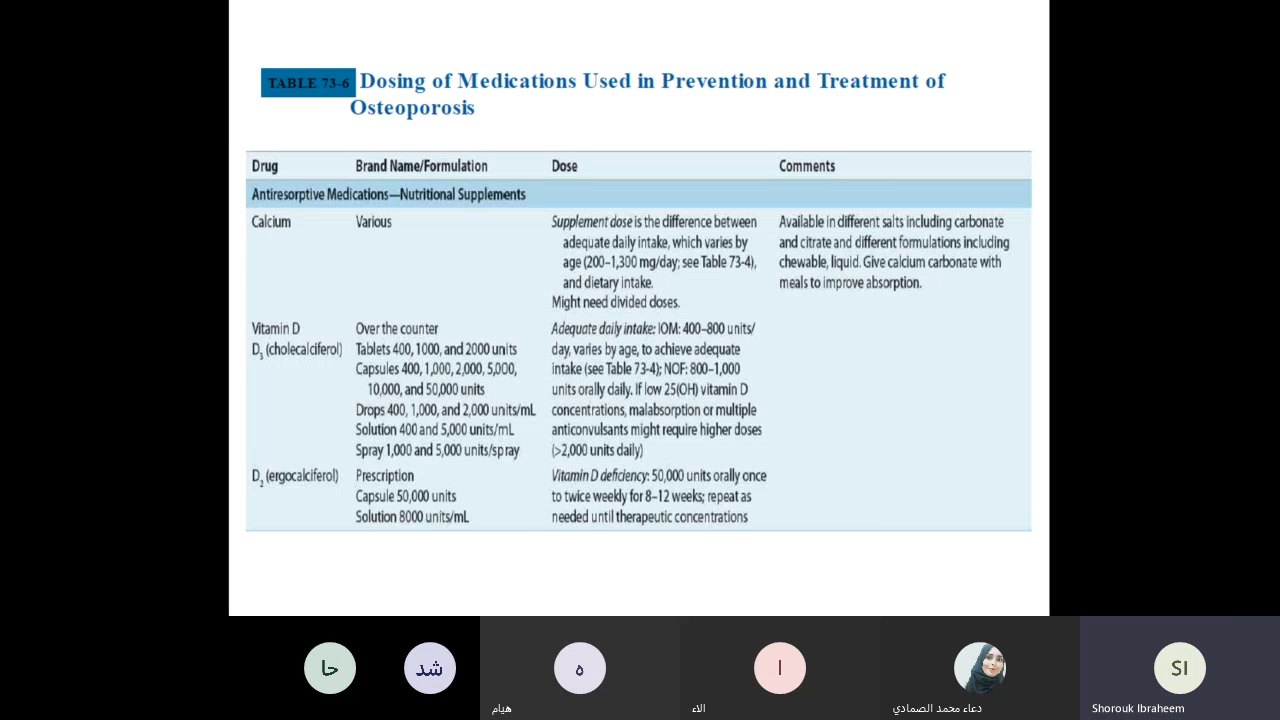 TABLE 73-6 Dosing of Medications Used in Prevention and Treatment of
Osteoporosis
Drug Brand Name/Formulation Dose Comments
Antiresorptive Medications—Nutritional Supplements
Calcium Various Supplement dose is the difference between Available in different salts including carbonate
adequate daily intake, which varies by and citrate and different formulations including
age (200–1,300 mg/day; see Table 73-4), chewable, liquid. Give calcium carbonate with
and dietary intake. meals to improve absorption.
Might need divided doses.
Vitamin D Over the counter Adequate daily intake: IOM: 400–800 units/
D3 (cholecalciferol) Tablets 400, 1000, and 2000 units day, varies by age, to achieve adequate
Capsules 400, 1,000, 2,000, 5,000, intake (see Table 73-4); NOF: 800–1,000
10,000, and 50,000 units units orally daily. If low 25(OH) vitamin D
Drops 400, 1,000, and 2,000 units/mL concentrations, malabsorption or multiple
Solution 400 and 5,000 units/mL anticonvulsants might require higher doses
Spray 1,000 and 5,000 units/spray (>2,000 units daily)
D2 (ergocalciferol) Prescription Vitamin D deficiency: 50,000 units orally once
Capsule 50,000 units to twice weekly for 8–12 weeks; repeat as
Solution 8000 units/mL needed until therapeutic concentrations
حا شد ه ا SI
هيام الاء دعاء محمد الصمادي Shorouk Ibraheem